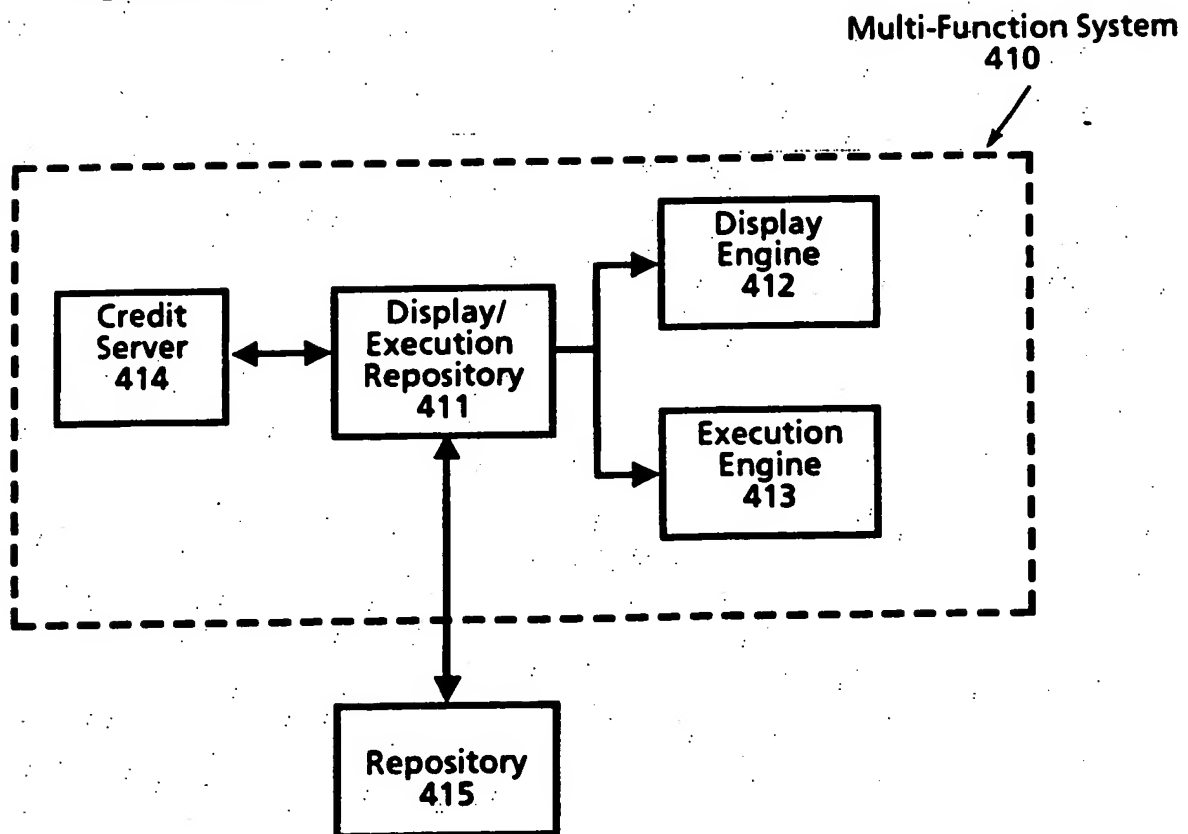 Multi-Function System
410
Display
Engine
412
Credit
Server
414
Display/
Execution
Repository
411
Execution
Engine
413
Repository
415